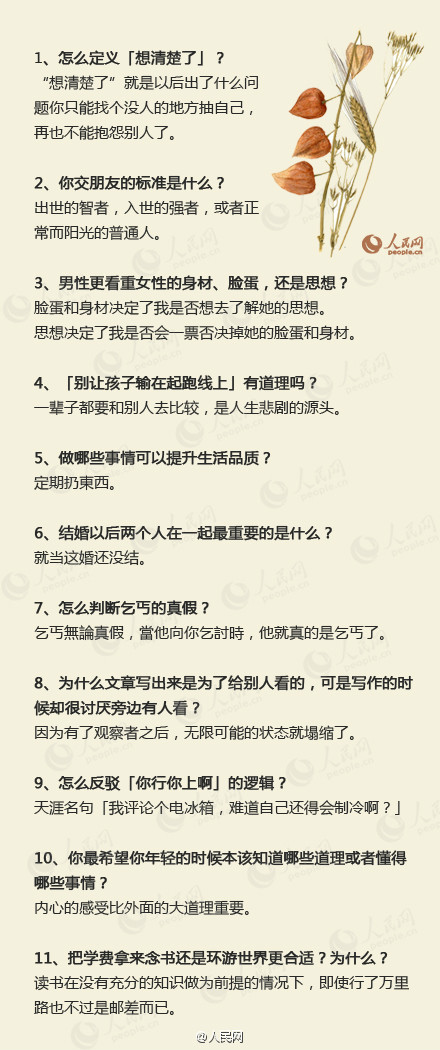 1、怎么定义「想清楚了」？
“想清楚了”就是以后出了什么问
题你只能找个没人的地方抽自己，
再也不能抱怨别人了。
人民网
people.cn
2、你交朋友的标准是什么？
出世的智者，入世的强者，或者正
常而阳光的普通人。
3、男性更看重女性的身材、脸蛋，还是思想？
脸蛋和身材决定了我是否想去了解她的思想。
思想决定了我是否会一票否决掉她的脸蛋和身材。
4、「别让孩子输在起跑线上」有道理吗？
一辈子都要和别人去比较，是人生悲剧的源头。
5、做哪些事情可以提升生活品质？
定期扔東西。
6、结婚以后两个人在一起最重要的是什么？
就当这婚还没结。
7、怎么判断乞丐的真假？
乞丐無論真假，當他向你乞討時，他就真的是乞丐了。
8、为什么文章写出来是为了给别人看的，可是写作的时
候却很讨厌旁边有人看？
因为有了观察者之后，无限可能的状态就塌缩了。
9、怎么反驳「你行你上啊」的逻辑？
天涯名句「我评论个电冰箱，难道自己还得会制冷啊？」
10、你最希望你年轻的时候本该知道哪些道理或者懂得
哪些事情？
内心的感受比外面的大道理重要。
11、把学费拿来念书还是环游世界更合适？为什么？
读书在没有充分的知识做为前提的情况下，即使行了万里
路也不过是邮差而已。
@人民网